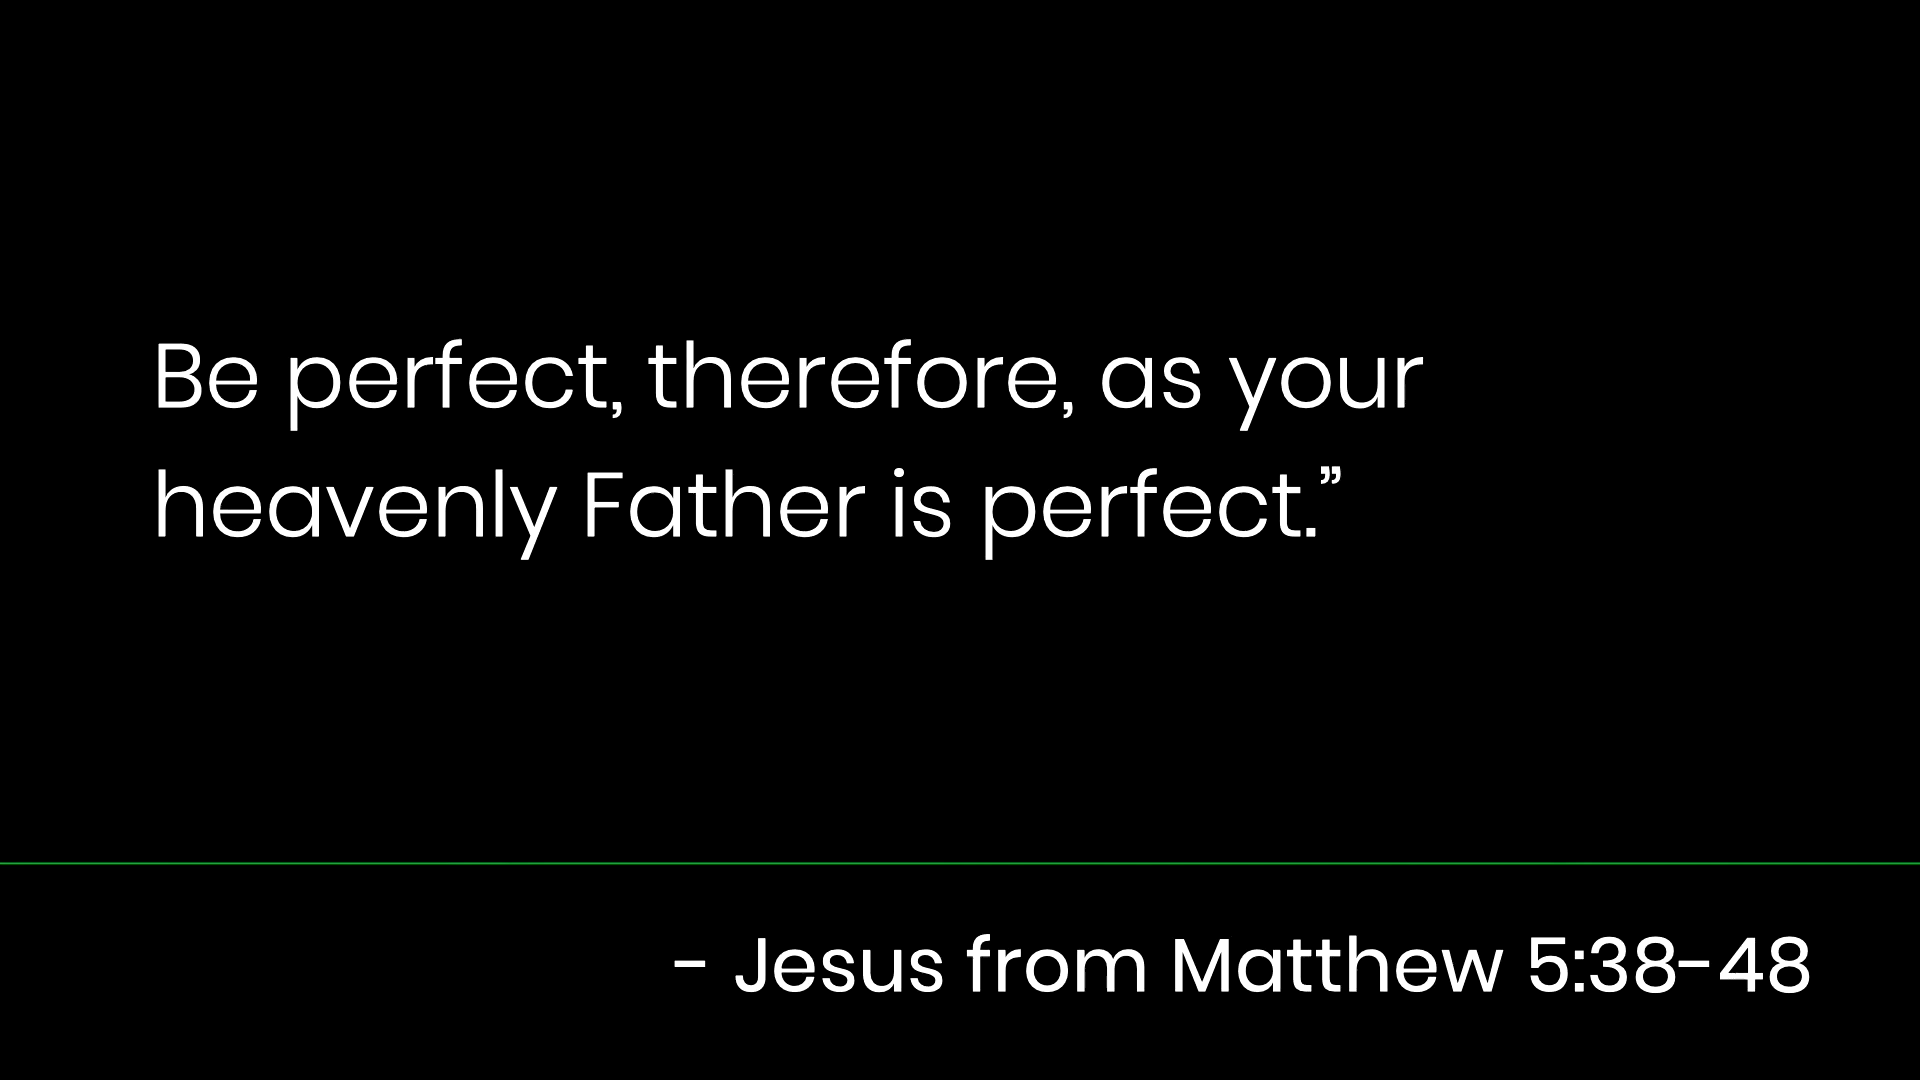 Be perfect, therefore, as your
heavenly Father is perfect.”
- Jesus from Matthew 5:38-48